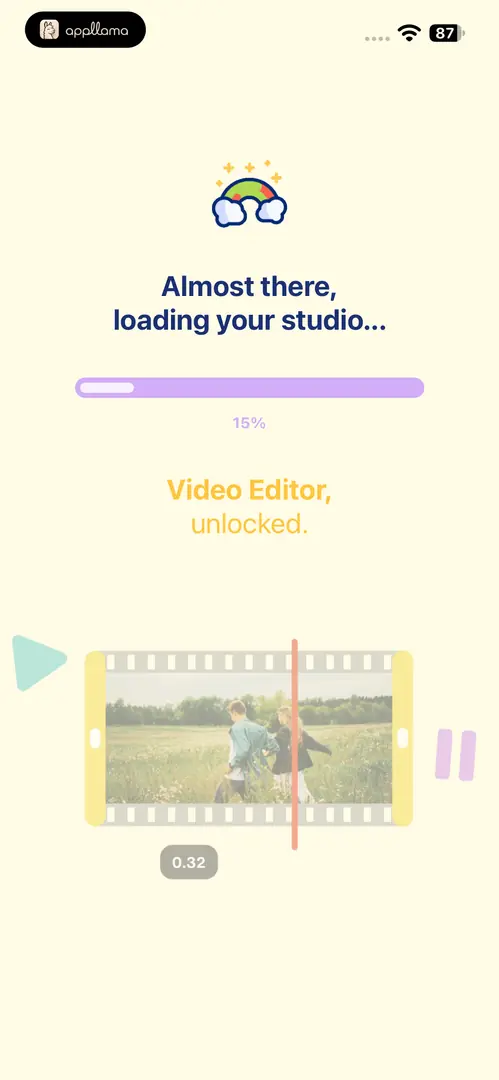 appllama
87
Almost there,
loading your studio...
15%
Video Editor,
unlocked.
0.32